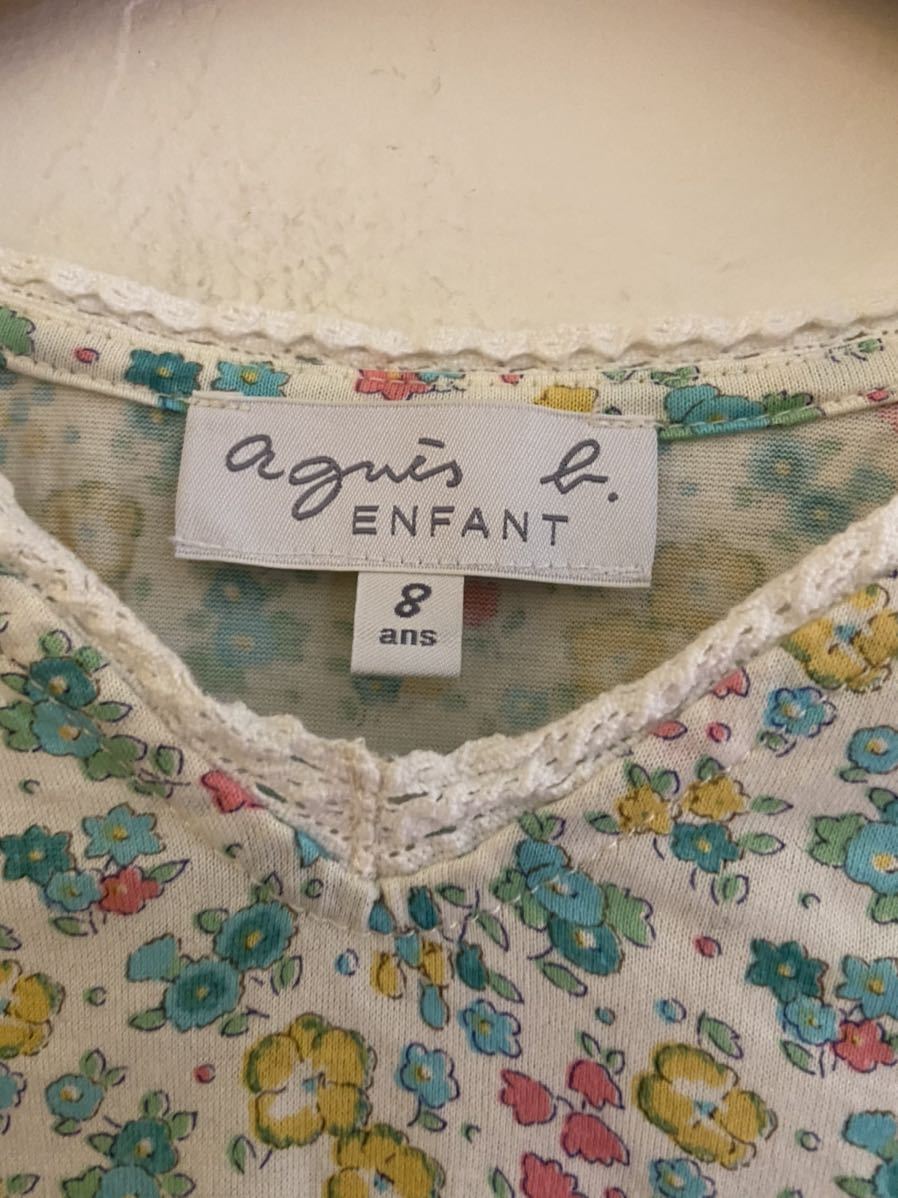 agnès b.
ENFANT
8
ans